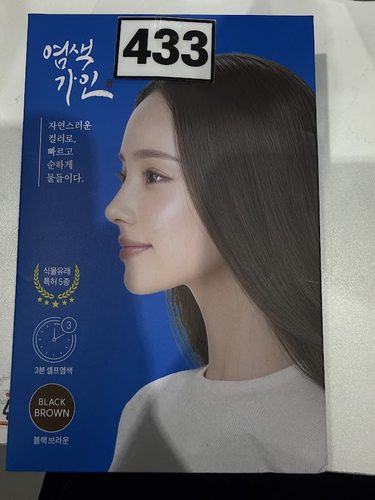 433
염색
가인
자연스러운
컬러로,
빠르고
순하게
물들이다.
식물유래
특허 5종
3
3분 셀프염색
BLACK
BROWN
블랙 브라운